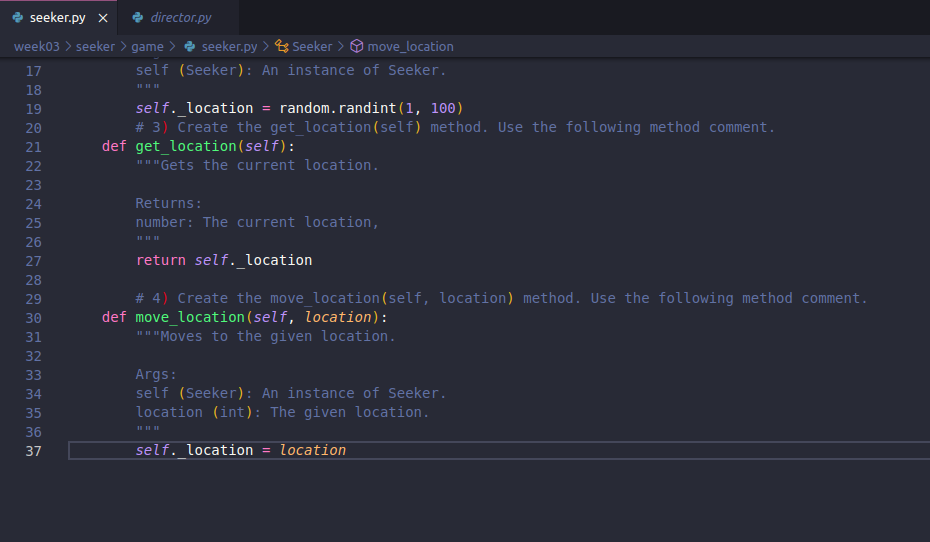 seeker.py
director.py
week03 > seeker > game > seeker.py > Seeker > move_location
17 self (Seeker): An instance of Seeker.
18 """
19 self._location = random.randint(1, 100)
20 # 3) Create the get_location(self) method. Use the following method comment.
21 def get_location(self):
22 """Gets the current location.
23
24 Returns:
25 number: The current location,
26 """
27 return self._location
28
29 # 4) Create the move_location(self, location) method. Use the following method comment.
30 def move_location(self, location):
31 """Moves to the given location.
32
33 Args:
34 self (Seeker): An instance of Seeker.
35 location (int): The given location.
36 """
37 self._location = location